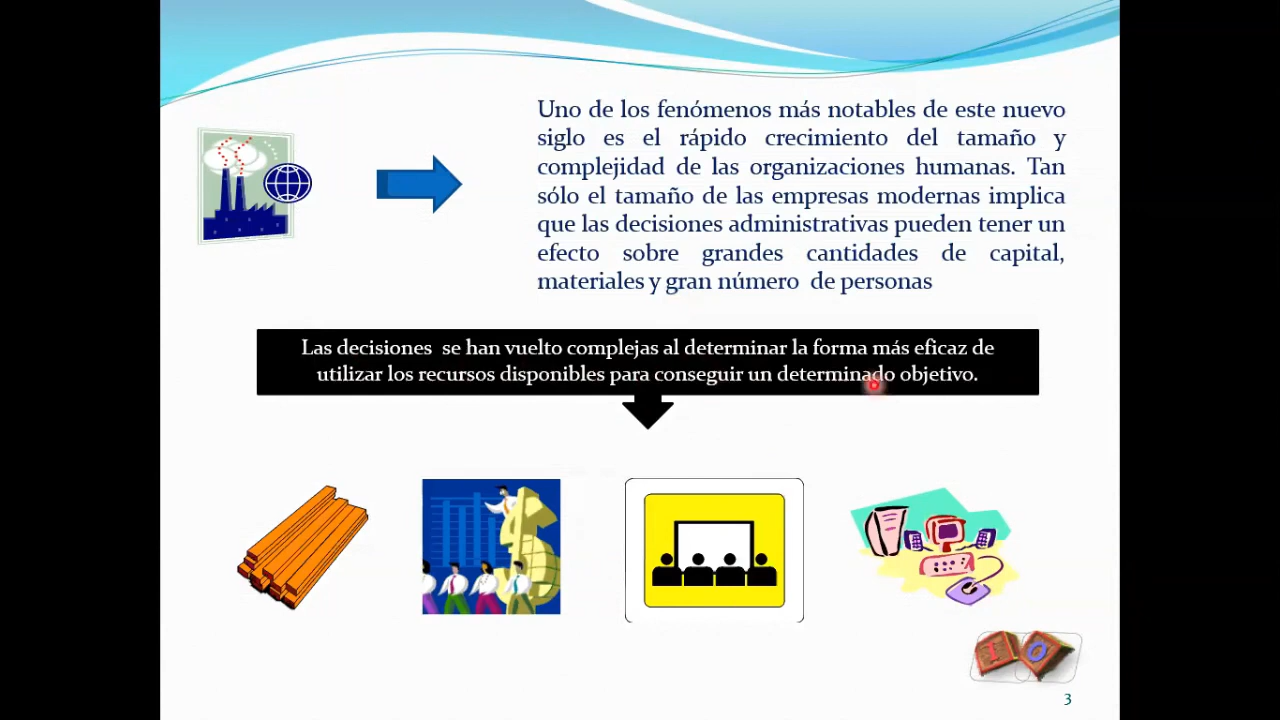 Uno de los fenómenos más notables de este nuevo
siglo es el rápido crecimiento del tamaño y
complejidad de las organizaciones humanas. Tan
sólo el tamaño de las empresas modernas implica
que las decisiones administrativas pueden tener un
efecto sobre grandes cantidades de capital,
materiales y gran número de personas
Las decisiones se han vuelto complejas al determinar la forma más eficaz de
utilizar los recursos disponibles para conseguir un determinado objetivo.
I O
3